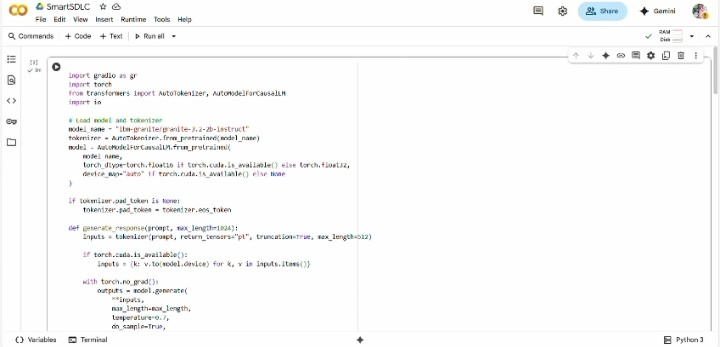 SmartSDLC
File Edit View Insert Runtime Tools Help
Share
Gemini
Commands + Code + Text Run all
RAM
Disk
import gradio as gr
import torch
from transformers import AutoTokenizer, AutoModelForCausalLM
import io
# Load model and tokenizer
model_name = "ibm-granite/granite-3.2-2b-instruct"
tokenizer = AutoTokenizer.from_pretrained(model_name)
model = AutoModelForCausalLM.from_pretrained(
model_name,
torch_dtype=torch.float16 if torch.cuda.is_available() else torch.float32,
device_map="auto" if torch.cuda.is_available() else None
)
if tokenizer.pad_token is None:
tokenizer.pad_token = tokenizer.eos_token
def generate_response(prompt, max_length=1024):
inputs = tokenizer(prompt, return_tensors="pt", truncation=True, max_length=512)
if torch.cuda.is_available():
inputs = {k: v.to(model.device) for k, v in inputs.items()}
with torch.no_grad():
outputs = model.generate(
**inputs,
max_length=max_length,
temperature=0.7,
do_sample=True,
Variables Terminal
Python 3